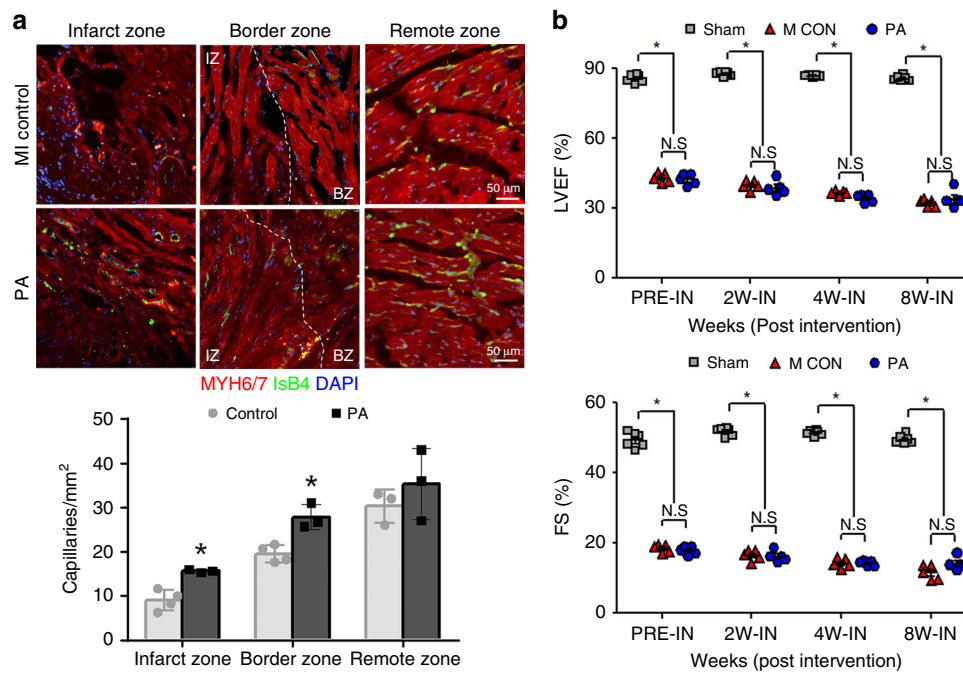 a
Infarct zone Border zone Remote zone
MI control
IZ
BZ
50 μm
PA
IZ
BZ
50 μm
MYH6/7 IsB4 DAPI
Control PA
Capillaries/mm²
50
40
30
20
10
0
* *
Infarct zone Border zone Remote zone
b
Sham M CON PA
* * * *
LVEF (%)
90
60
30
0
N.S N.S N.S N.S
PRE-IN 2W-IN 4W-IN 8W-IN
Weeks (Post intervention)
Sham M CON PA
* * * *
FS (%)
60
40
20
0
N.S N.S N.S N.S
PRE-IN 2W-IN 4W-IN 8W-IN
Weeks (post intervention)